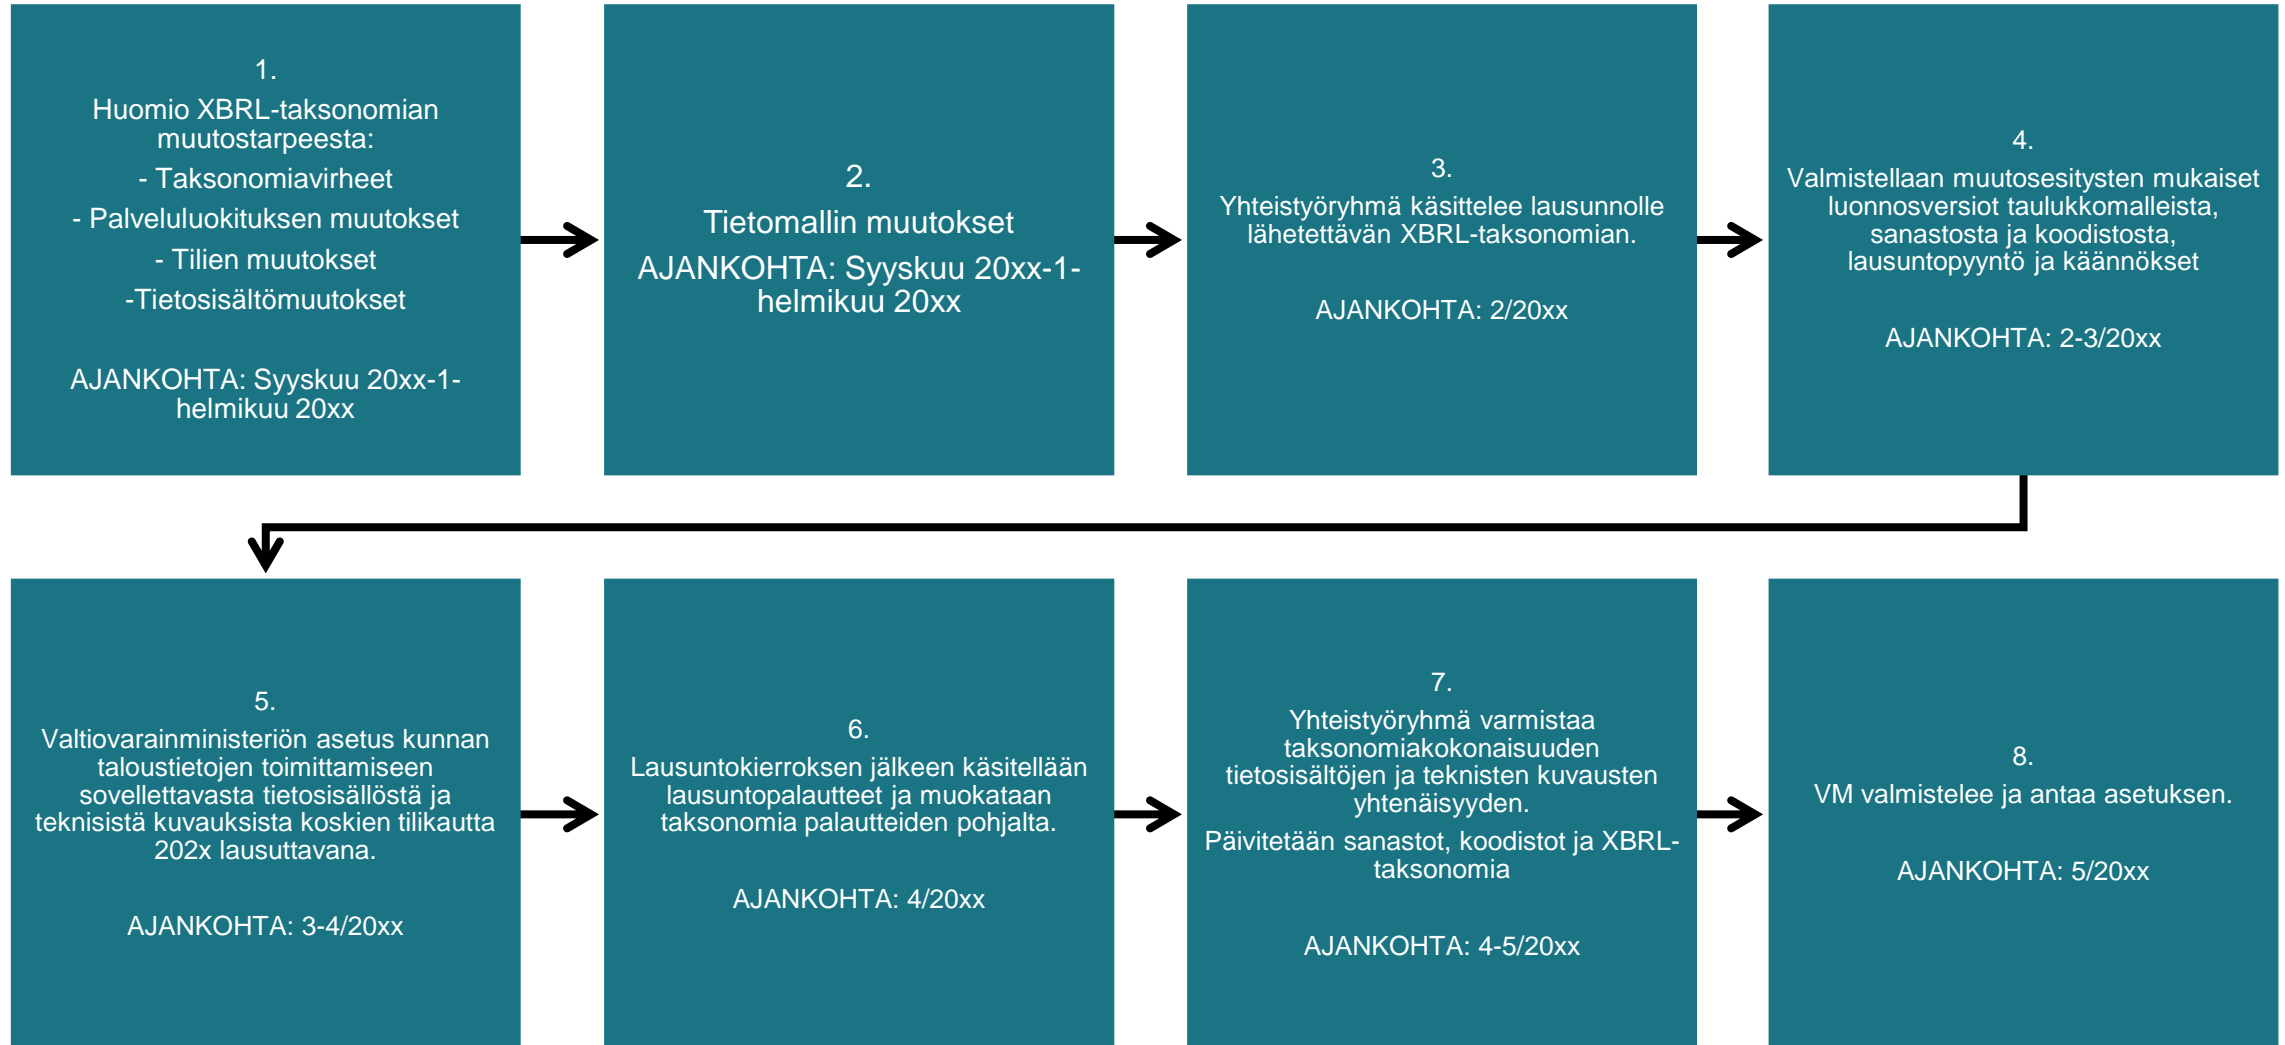 1.
Huomio XBRL-taksonomian
muutostarpeesta:
- Taksonomiavirheet
- Palveluluokituksen muutokset
- Tilien muutokset
-Tietosisältömuutokset
AJANKOHTA: Syyskuu 20xx-1-
helmikuu 20xx
2.
Tietomallin muutokset
AJANKOHTA: Syyskuu 20xx-1-
helmikuu 20xx
3.
Yhteistyöryhmä käsittelee lausunnolle
lähetettävän XBRL-taksonomian.
AJANKOHTA: 2/20xx
4.
Valmistellaan muutosesitysten mukaiset
luonnosversiot taulukkomalleista,
sanastosta ja koodistosta,
lausuntopyyntö ja käännökset
AJANKOHTA: 2-3/20xx
5.
Valtiovarainministeriön asetus kunnan
taloustietojen toimittamiseen
sovellettavasta tietosisällöstä ja
teknisistä kuvauksista koskien tilikautta
202x lausuttavana.
AJANKOHTA: 3-4/20xx
6.
Lausuntokierroksen jälkeen käsitellään
lausuntopalautteet ja muokataan
taksonomia palautteiden pohjalta.
AJANKOHTA: 4/20xx
7.
Yhteistyöryhmä varmistaa
taksonomiakokonaisuuden
tietosisältöjen ja teknisten kuvausten
yhtenäisyyden.
Päivitetään sanastot, koodistot ja XBRL-
taksonomia
AJANKOHTA: 4-5/20xx
8.
VM valmistelee ja antaa asetuksen.
AJANKOHTA: 5/20xx